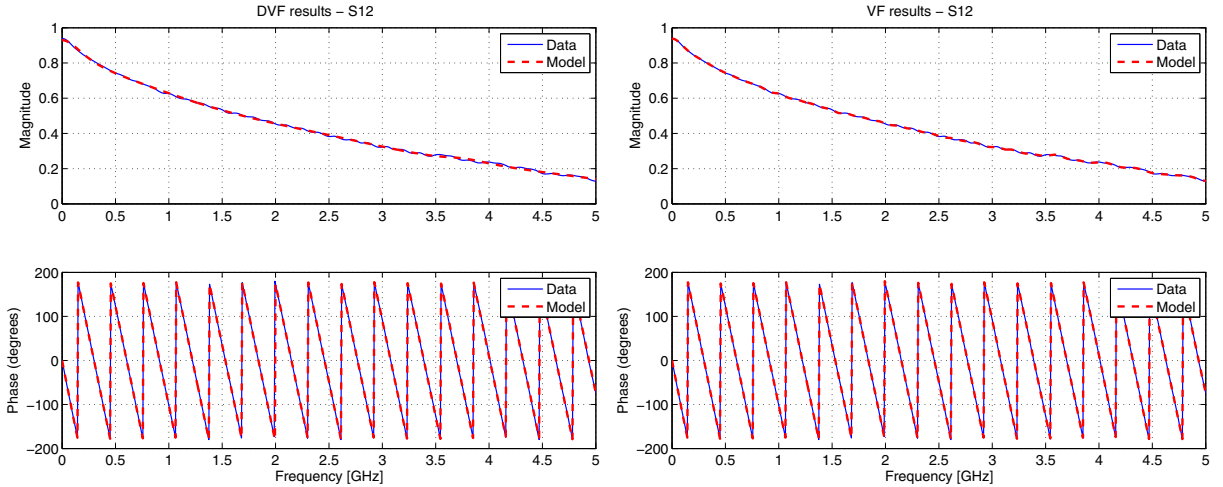 DVF results – S12
1
0.8
0.6
0.4
0.2
0
Magnitude
Data
Model
0 0.5 1 1.5 2 2.5 3 3.5 4 4.5 5
200
100
0
−100
−200
Phase (degrees)
Data
Model
0 0.5 1 1.5 2 2.5 3 3.5 4 4.5 5
Frequency [GHz]
VF results – S12
1
0.8
0.6
0.4
0.2
0
Magnitude
Data
Model
0 0.5 1 1.5 2 2.5 3 3.5 4 4.5 5
200
100
0
−100
−200
Phase (degrees)
Data
Model
0 0.5 1 1.5 2 2.5 3 3.5 4 4.5 5
Frequency [GHz]